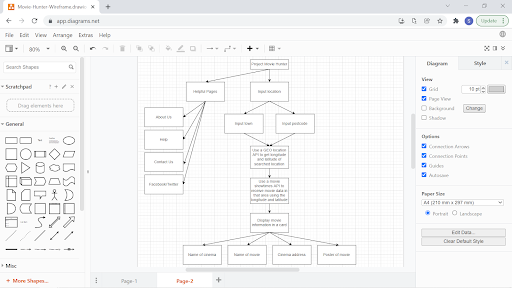 Movie-Hunter-Wireframe.drawi
app.diagrams.net
Update
File Edit View Arrange Extras Help
80%
Search Shapes
Scratchpad
Drag elements here
General
Misc
+ More Shapes...
Project Movie Hunter
Helpful Pages
Input location
About Us
Help
Contact Us
Facebook/twitter
Input town
Input postcode
Use a GEO location
API to get longitude
and latitude of
searched location
Use a movie
showtimes API to
receive movie data in
that area using the
longitude and latitude
Display movie
information in a card
Name of cinema
Name of movie
Cinema address
Poster of movie
Page-1
Page-2
Diagram
Style
View
Grid
10 pt
Page View
Background
Change
Shadow
Options
Connection Arrows
Connection Points
Guides
Autosave
Paper Size
A4 (210 mm x 297 mm)
Portrait Landscape
Edit Data...
Clear Default Style